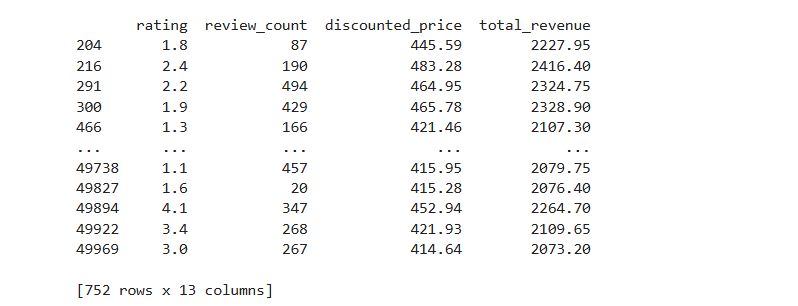 rating review_count discounted_price total_revenue
204 1.8 87 445.59 2227.95
216 2.4 190 483.28 2416.40
291 2.2 494 464.95 2324.75
300 1.9 429 465.78 2328.90
466 1.3 166 421.46 2107.30
... ... ... ... ...
49738 1.1 457 415.95 2079.75
49827 1.6 20 415.28 2076.40
49894 4.1 347 452.94 2264.70
49922 3.4 268 421.93 2109.65
49969 3.0 267 414.64 2073.20
[752 rows x 13 columns]